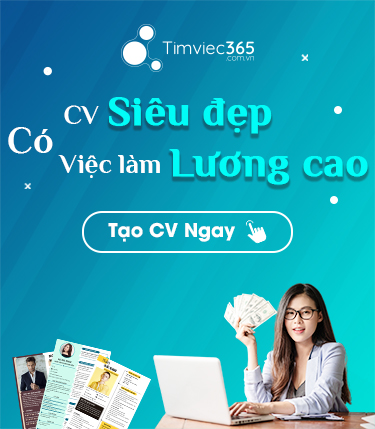 Timviec365
.com.vn
Có
CV Siêu đẹp
Việc làm Lương cao
Tạo CV Ngay